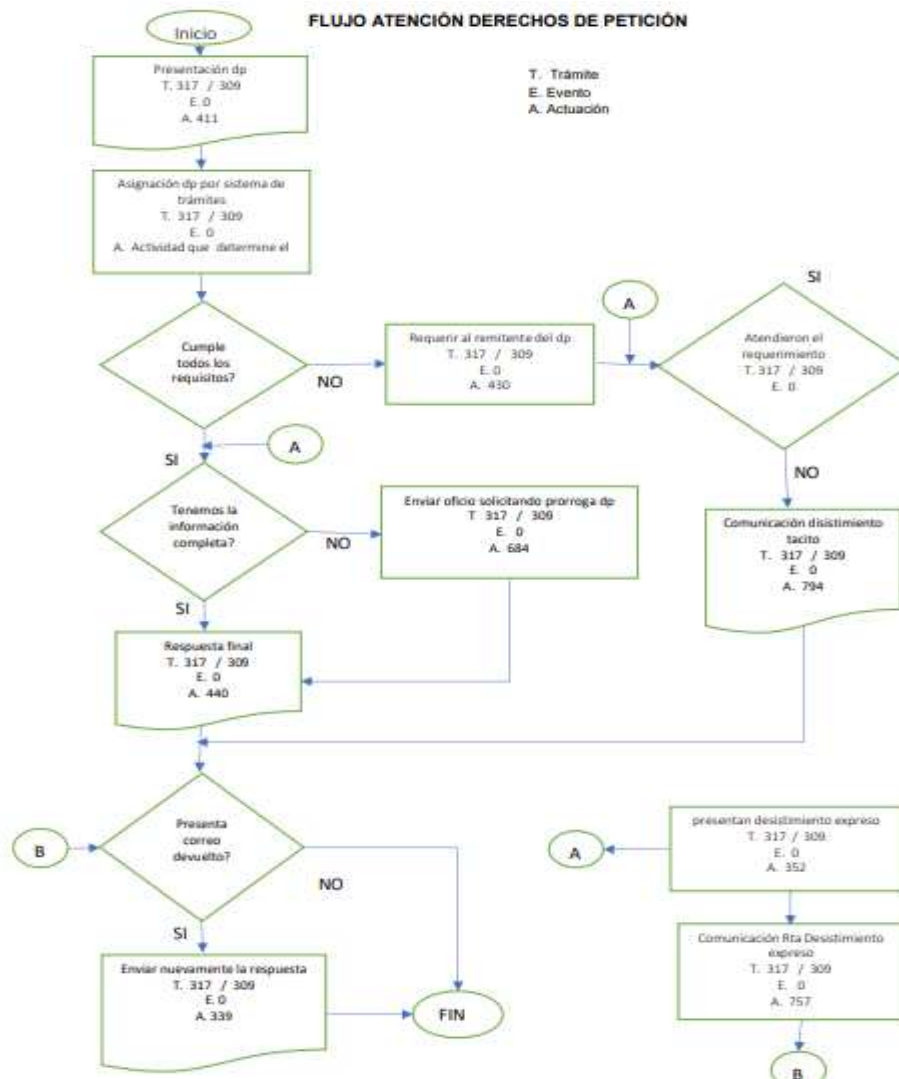 FLUJO ATENCIÓN DERECHOS DE PETICIÓN
Inicio
T. Trámite
E. Evento
A. Actuación
Presentación dp
T. 317 / 309
E. 0
A. 411
Asignación dp por sistema de
trámites
T. 317 / 309
E. 0
A. Actividad que determine el
Cumple
todos los
requisitos?
NO
Requerir al remitente del dp
T. 317 / 309
E. 0
A. 430
A
SI
Atendieron el
requerimiento
T. 317 / 309
E. 0
NO
Comunicación disistimiento
tacito
T. 317 / 309
E. 0
A. 794
SI
A
Tenemos la
información
completa?
NO
Enviar oficio solicitando prorroga dp
T 317 / 309
E. 0
A. 684
SI
Respuesta final
T. 317 / 309
E. 0
A. 440
B
Presenta
correo
devuelto?
NO
SI
Enviar nuevamente la respuesta
T. 317 / 309
E. 0
A. 339
FIN
A
presentan desistimiento expreso
T. 317 / 309
E. 0
A. 352
Comunicación Rta Desistimiento
expreso
T. 317 / 309
E. 0
A. 757
B